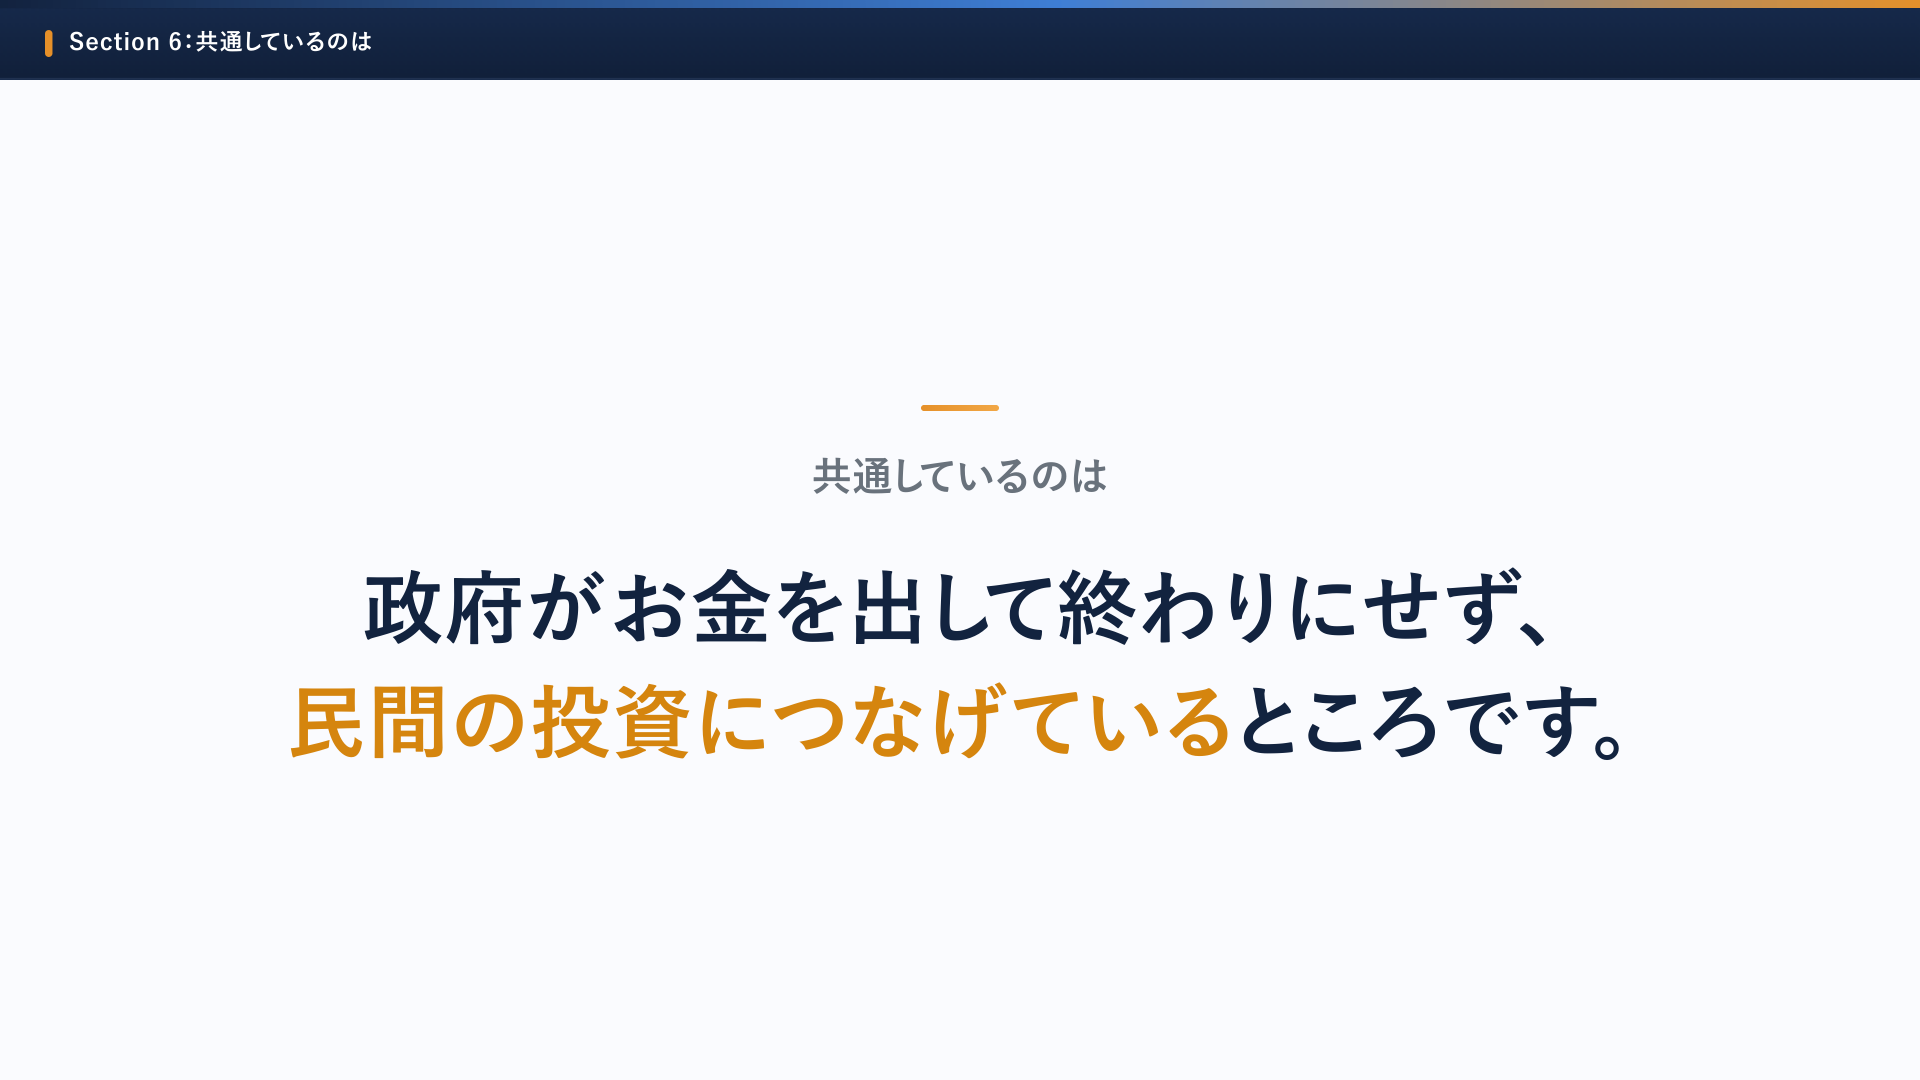 Section 6：共通しているのは
共通しているのは
政府がお金を出して終わりにせず、
民間の投資につなげているところです。